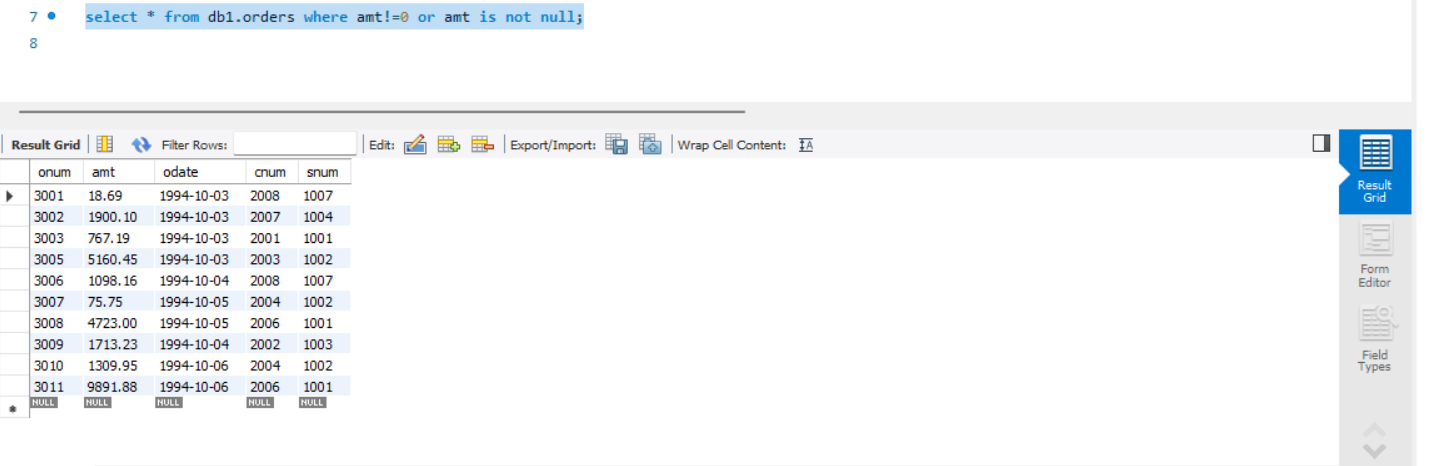 7 select * from db1.orders where amt!=0 or amt is not null;
8
Result Grid Filter Rows: Edit: Export/Import: Wrap Cell Content: IA
onum amt odate cnum snum
3001 18.69 1994-10-03 2008 1007
3002 1900.10 1994-10-03 2007 1004
3003 767.19 1994-10-03 2001 1001
3005 5160.45 1994-10-03 2003 1002
3006 1098.16 1994-10-04 2008 1007
3007 75.75 1994-10-05 2004 1002
3008 4723.00 1994-10-05 2006 1001
3009 1713.23 1994-10-04 2002 1003
3010 1309.95 1994-10-06 2004 1002
3011 9891.88 1994-10-06 2006 1001
NULL NULL NULL NULL NULL
Result
Grid
Form
Editor
Field
Types